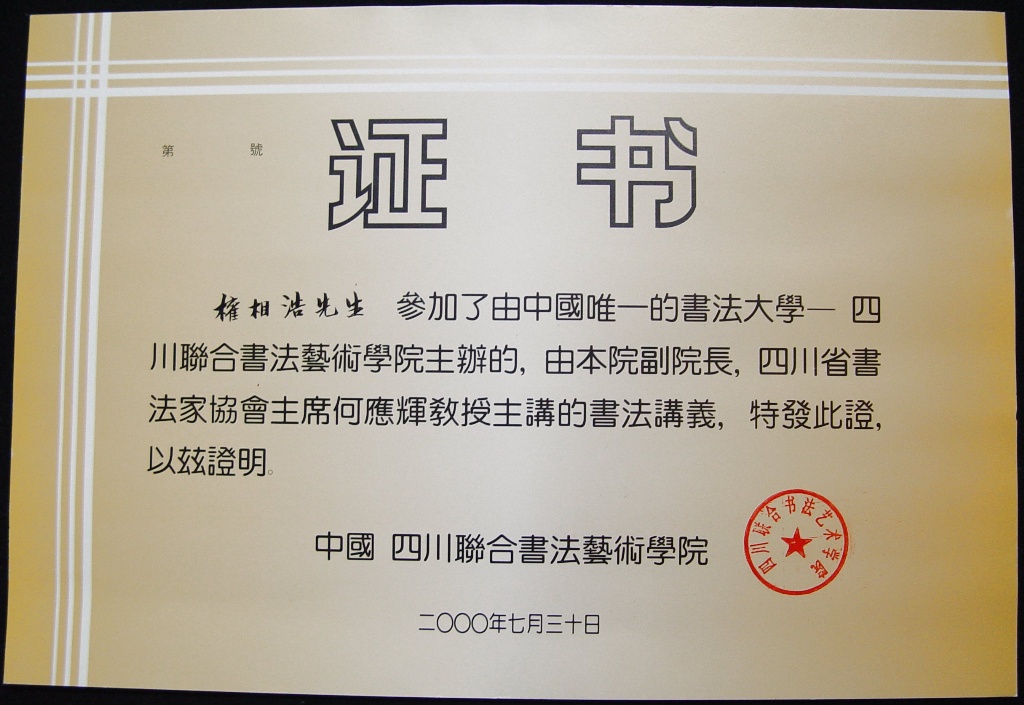 第 號
证 书
權相浩先生 參加了由中國唯一的書法大學— 四
川聯合書法藝術學院主辦的, 由本院副院長, 四川省書
法家協會主席何應輝教授主講的書法講義, 特發此證,
以玆證明。
中國 四川聯合書法藝術學院
四川联合书法艺术学院
二〇〇〇年七月三十日